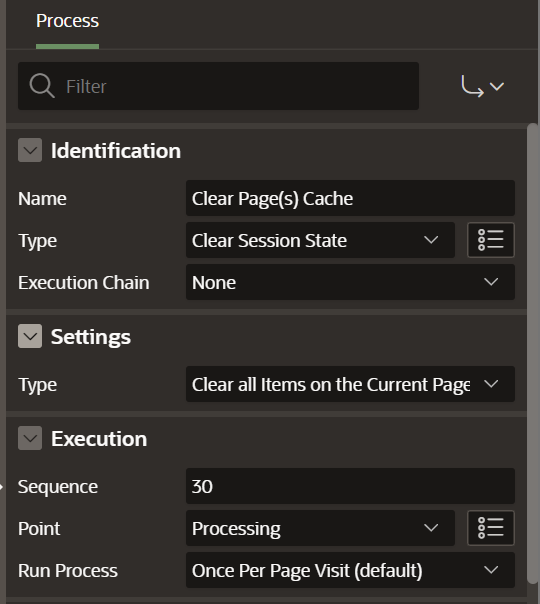 Process
Filter
Identification
Name Clear Page(s) Cache
Type Clear Session State
Execution Chain None
Settings
Type Clear all Items on the Current Page
Execution
Sequence 30
Point Processing
Run Process Once Per Page Visit (default)